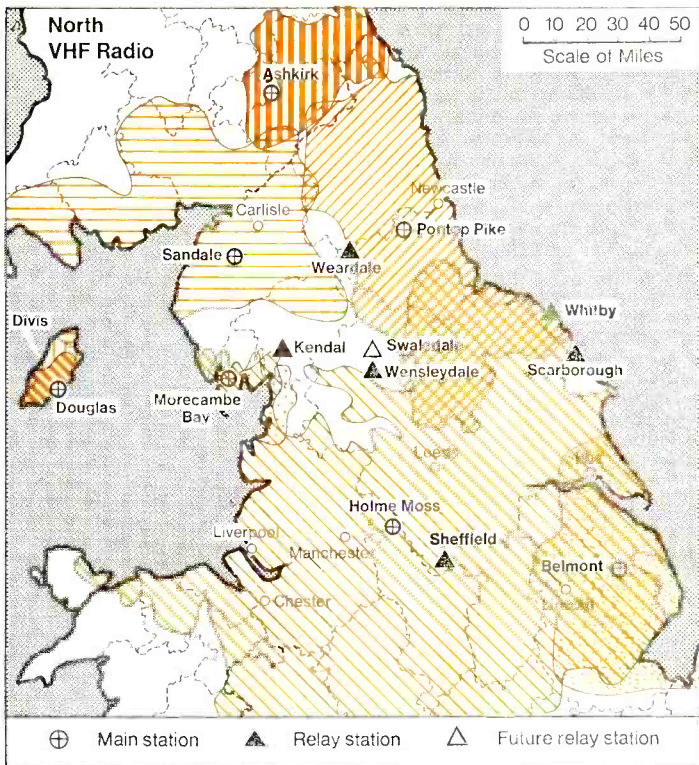 North
VHF Radio
0 10 20 30 40 50
Scale of Miles
Ashkirk
Newcastle
Carlisle
Pontop Pike
Sandale
Weardale
Whitby
Divis
Kendal
Swaledale
Wensleydale
Scarborough
Douglas
Morecambe
Bay
Leeds
Hull
Holme Moss
Liverpool
Manchester
Sheffield
Belmont
Lincoln
Chester
Main station
Relay station
Future relay station